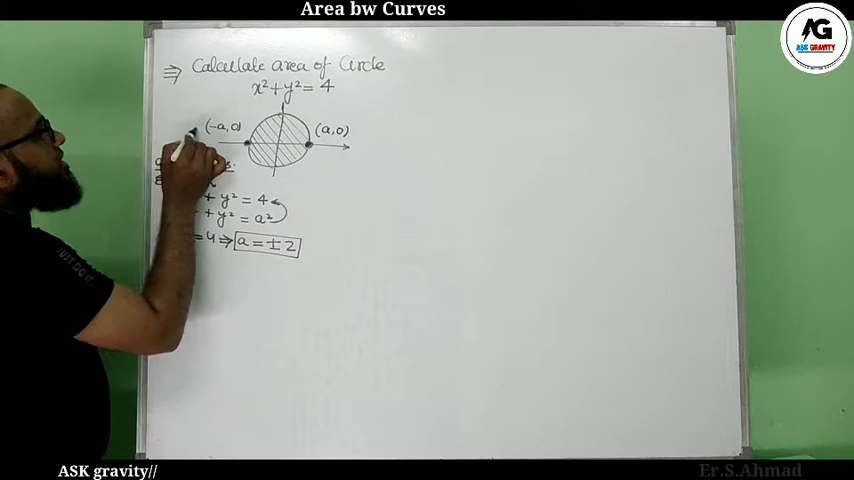 Area bw Curves
AG
ASK GRAVITY
⇛ Calculate area of Circle
x²+y²= 4
(-a,0) (a,0)
+ y² = 4
+ y² = a²
= 4 ⇒ a = ±2
ASK gravity//
Er.S.Ahmad